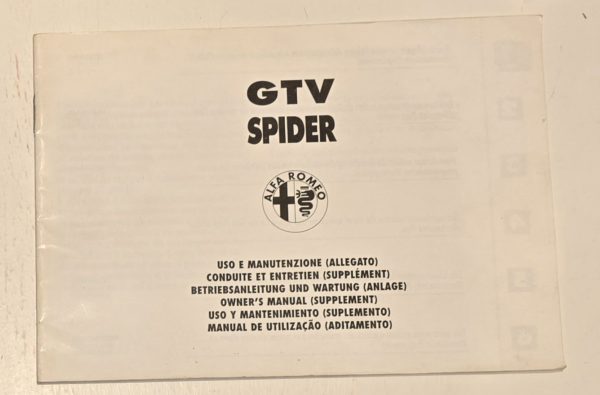 GTV
SPIDER
ALFA ROMEO
USO E MANUTENZIONE (ALLEGATO)
CONDUITE ET ENTRETIEN (SUPPLÉMENT)
BETRIEBSANLEITUNG UND WARTUNG (ANLAGE)
OWNER'S MANUAL (SUPPLEMENT)
USO Y MANTENIMIENTO (SUPLEMENTO)
MANUAL DE UTILIZAÇÃO (ADITAMENTO)